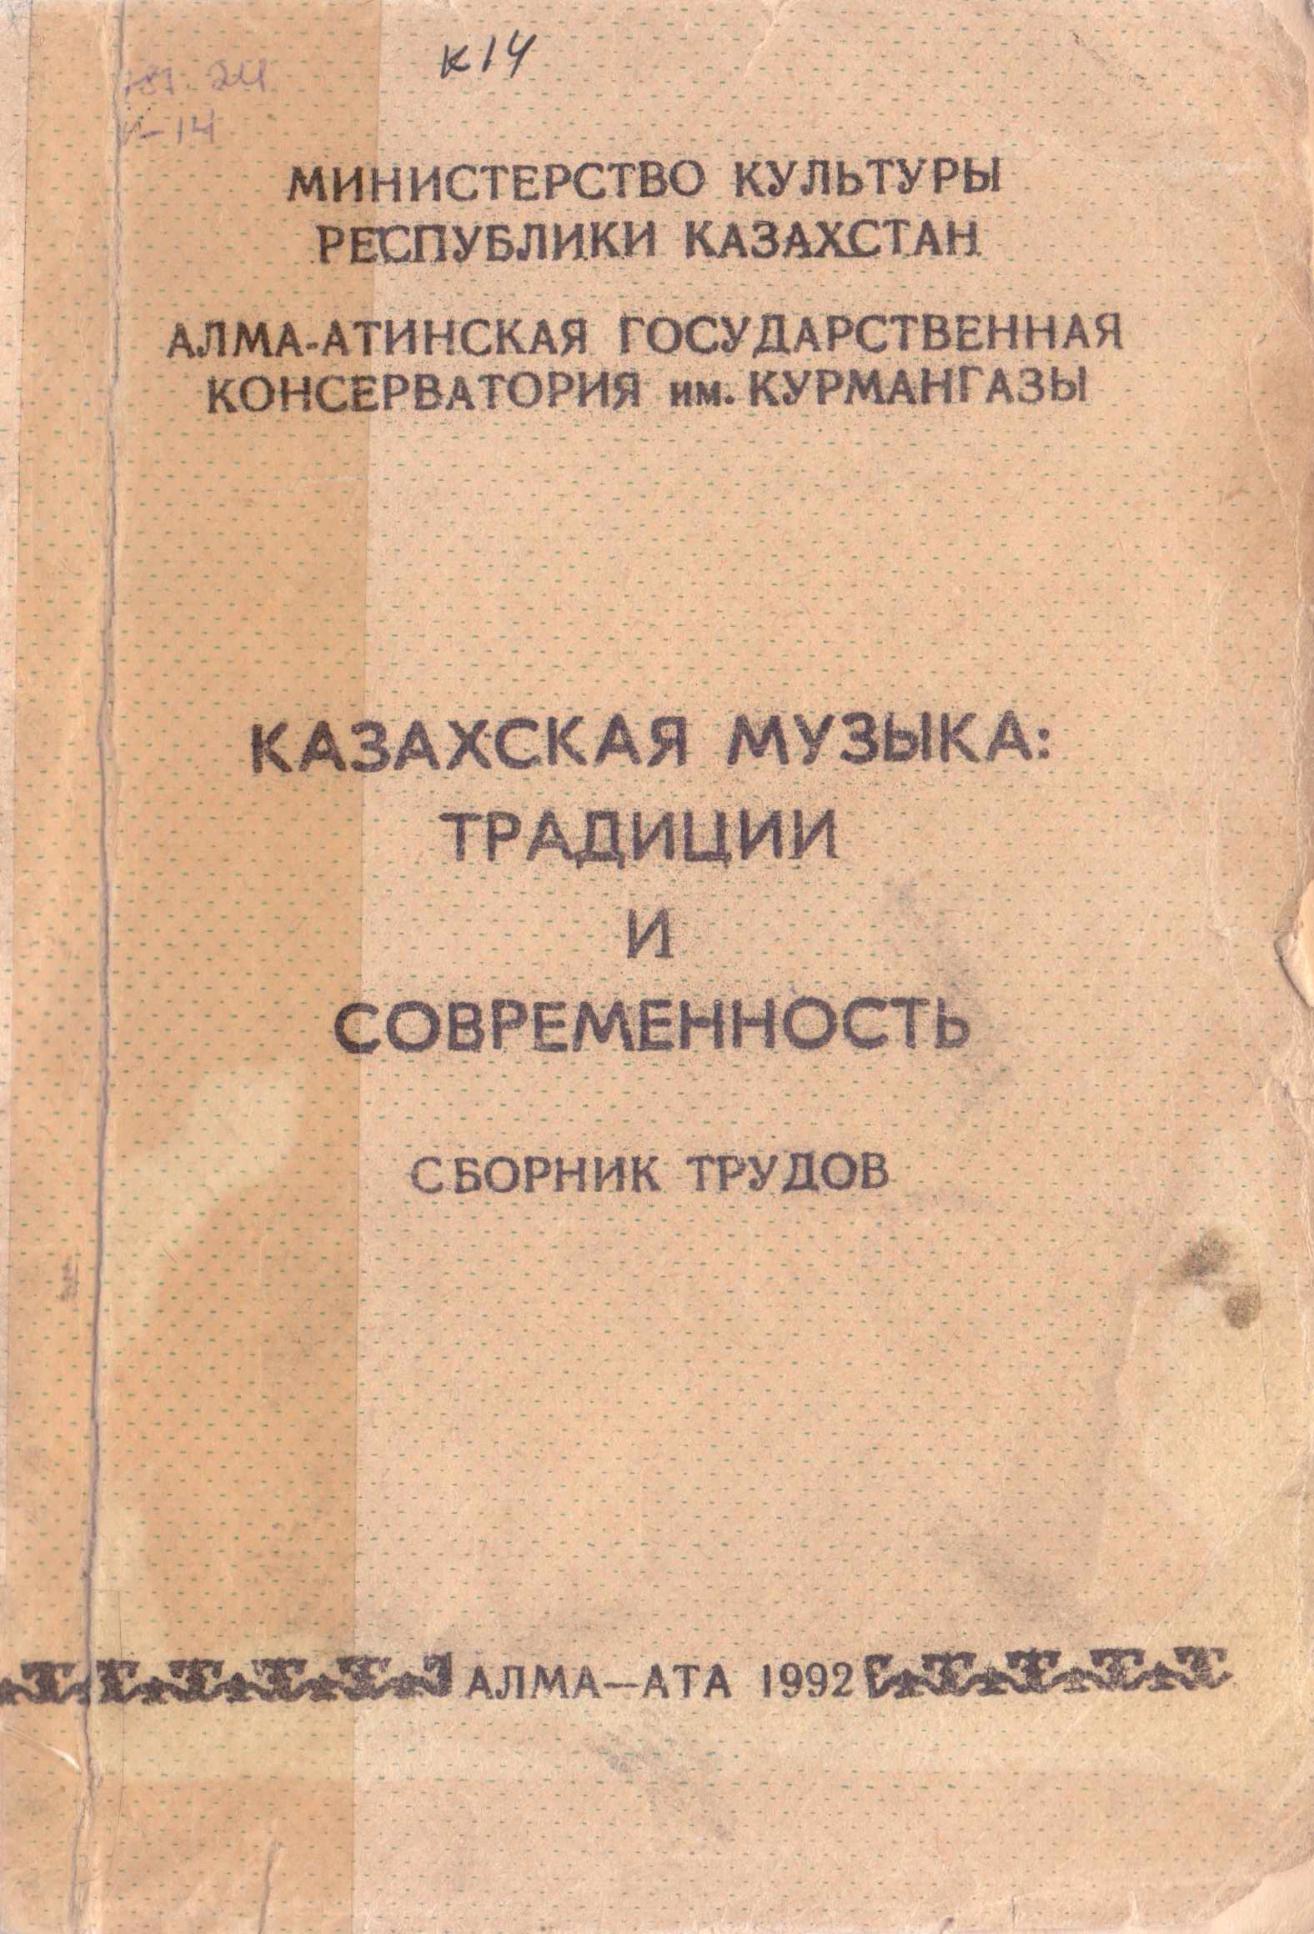 к14
МИНИСТЕРСТВО КУЛЬТУРЫ
РЕСПУБЛИКИ КАЗАХСТАН
АЛМА-АТИНСКАЯ ГОСУДАРСТВЕННАЯ
КОНСЕРВАТОРИЯ им. КУРМАНГАЗЫ
КАЗАХСКАЯ МУЗЫКА:
ТРАДИЦИИ
И
СОВРЕМЕННОСТЬ
СБОРНИК ТРУДОВ
АЛМА—АТА 1992